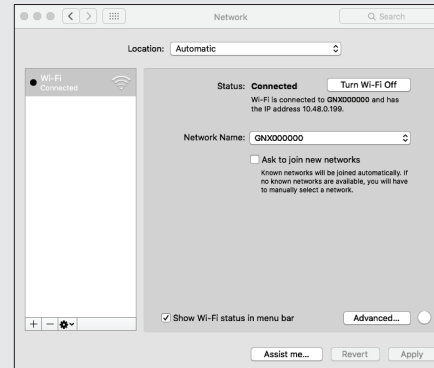 Network
Search
Location: Automatic
Wi-Fi
Connected
Status: Connected
Turn Wi-Fi Off
Wi-Fi is connected to GNX000000 and has
the IP address 10.48.0.199.
Network Name: GNX000000
Ask to join new networks
Known networks will be joined automatically. If
no known networks are available, you will have
to manually select a network.
Show Wi-Fi status in menu bar
Advanced...
Assist me...
Revert
Apply